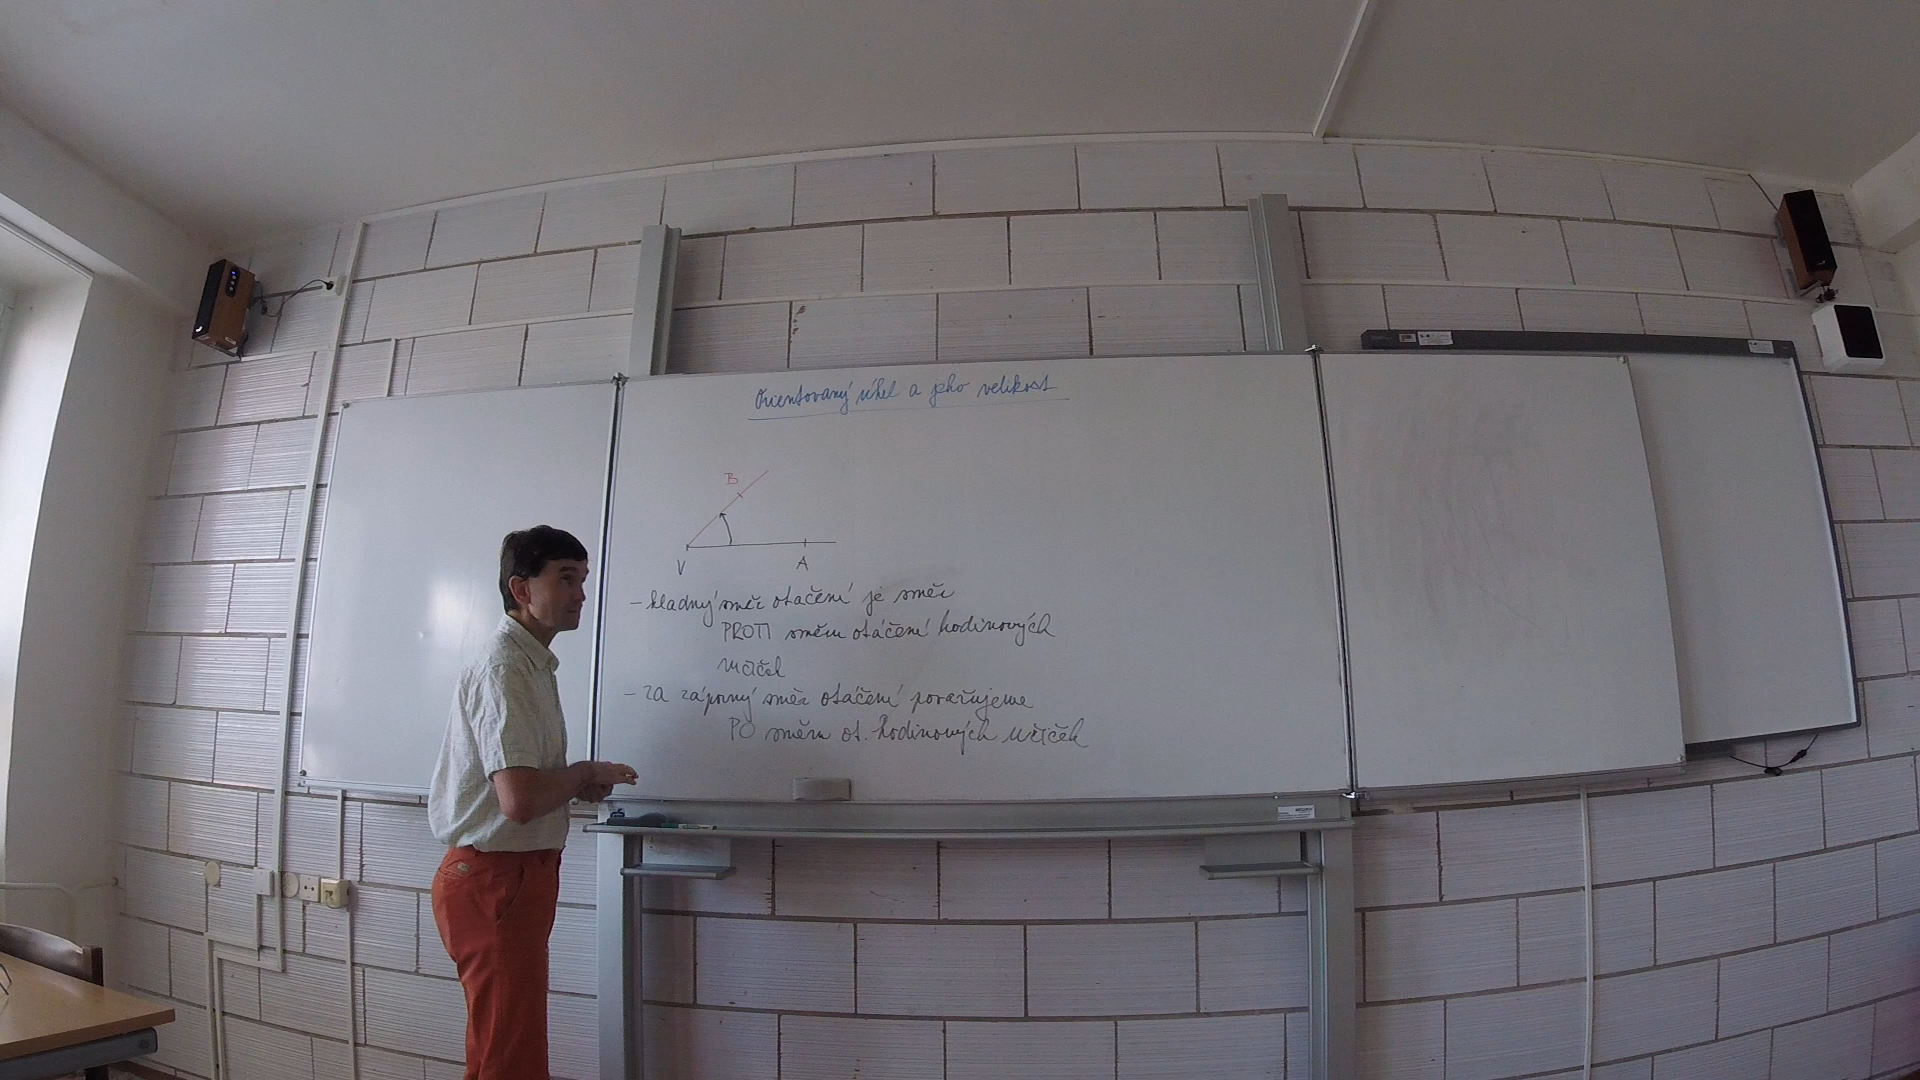 Orientovaný úhel a jeho velikost
B
V
A
- kladný směr otáčení je směr
PROTI směru otáčení hodinových
ručiček
- za záporný směr otáčení považujeme
PO směru ot. hodinových ručiček